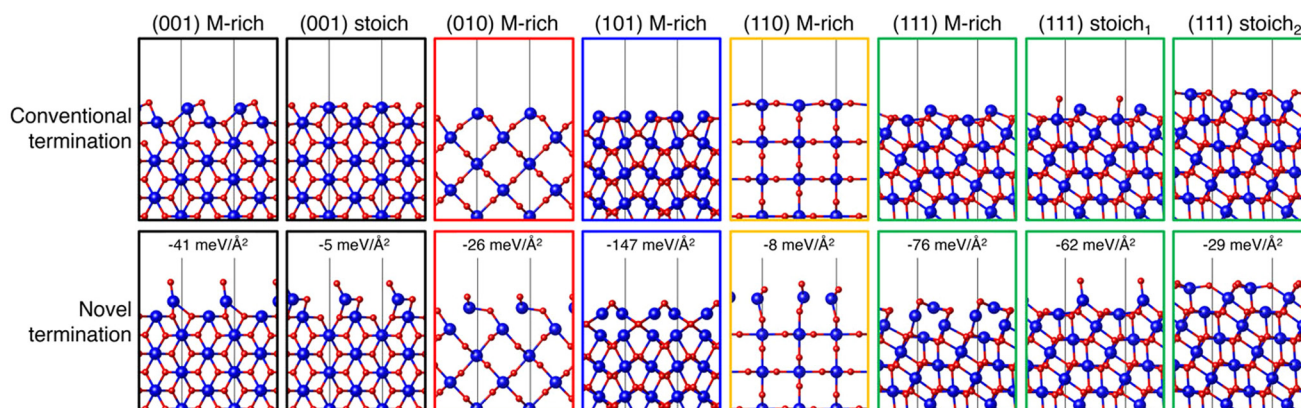 (001) M-rich
(001) stoich
(010) M-rich
(101) M-rich
(110) M-rich
(111) M-rich
(111) stoich₁
(111) stoich₂
Conventional
termination
-41 meV/Å²
-5 meV/Å²
-26 meV/Å²
-147 meV/Å²
-8 meV/Å²
-76 meV/Å²
-62 meV/Å²
-29 meV/Å²
Novel
termination